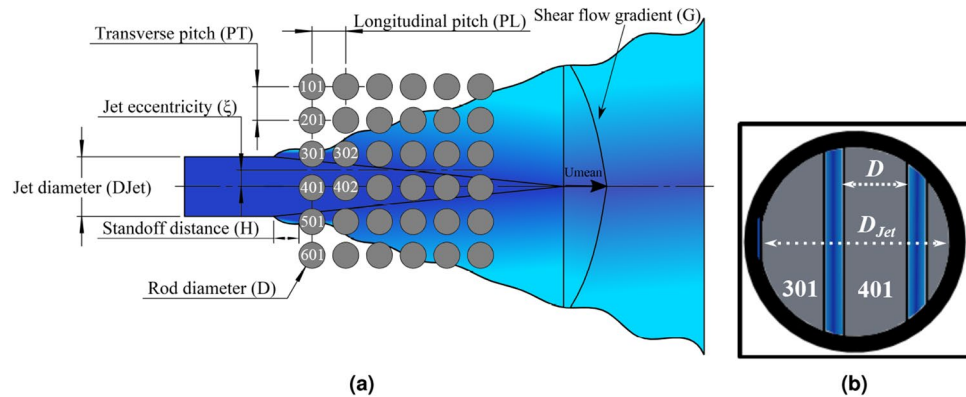 Shear flow gradient (G)
Longitudinal pitch (PL)
Transverse pitch (PT)
101
Jet eccentricity (ξ)
201
301 302
Umean
401 402
Jet diameter (DJet)
501
Standoff distance (H)
601
Rod diameter (D)
(a)
D
DJet
301 401
(b)